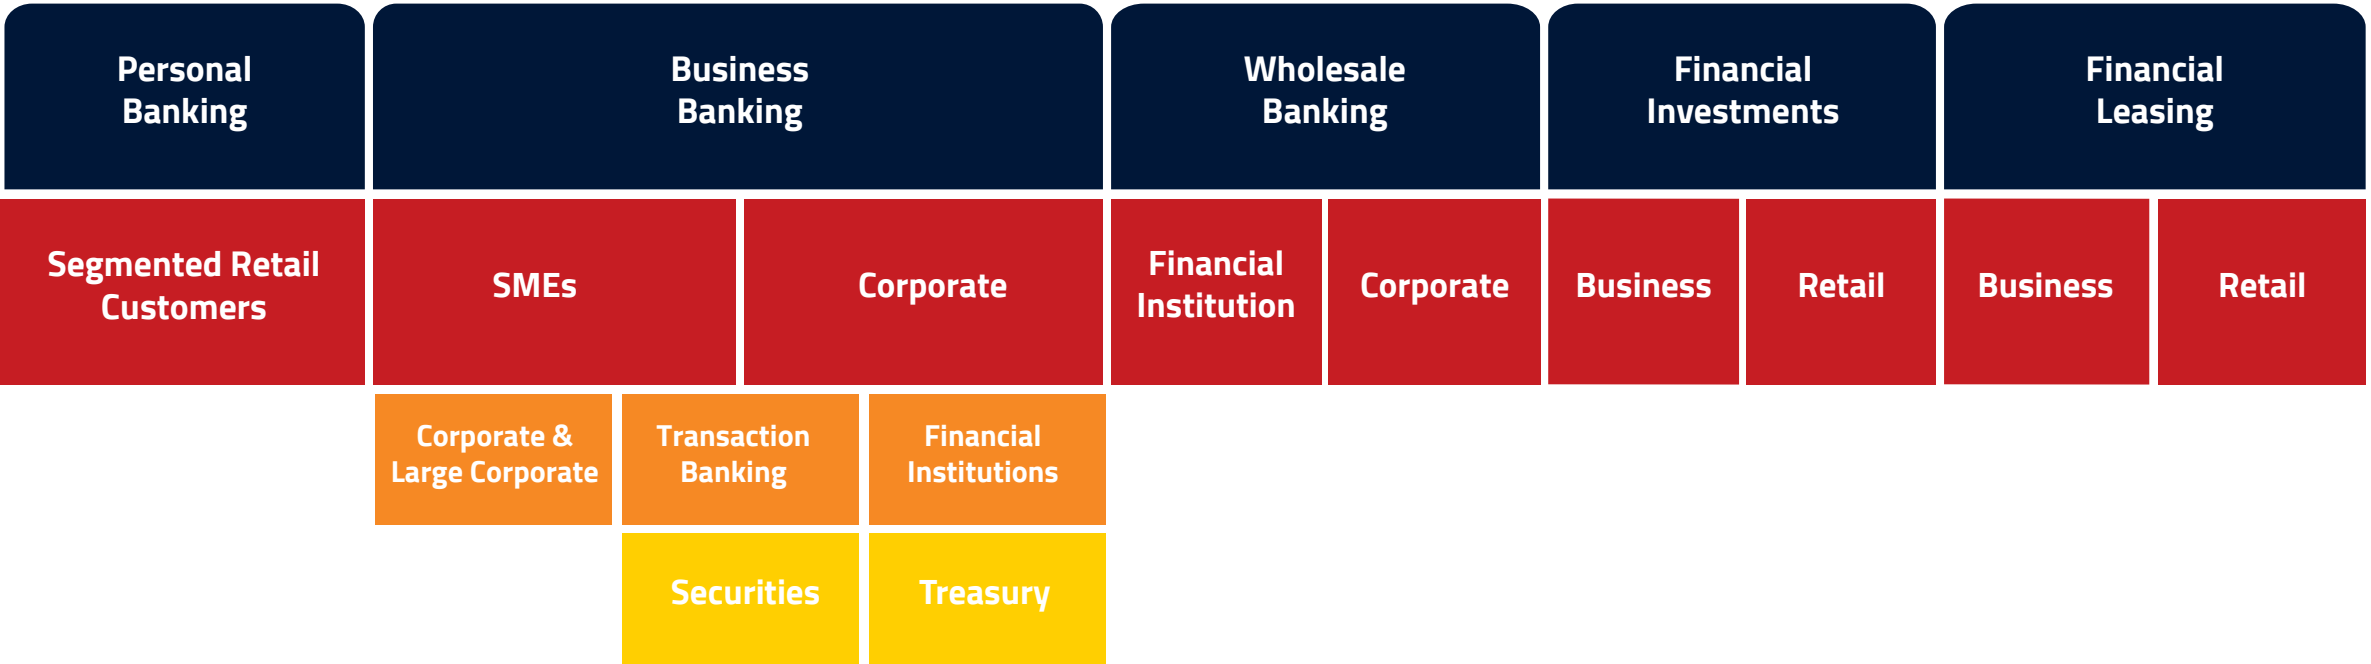 Personal
Banking
Business
Banking
Wholesale
Banking
Financial
Investments
Financial
Leasing
Segmented Retail
Customers
SMEs
Corporate
Financial
Institution
Corporate
Business
Retail
Business
Retail
Corporate &
Large Corporate
Transaction
Banking
Financial
Institutions
Securities
Treasury